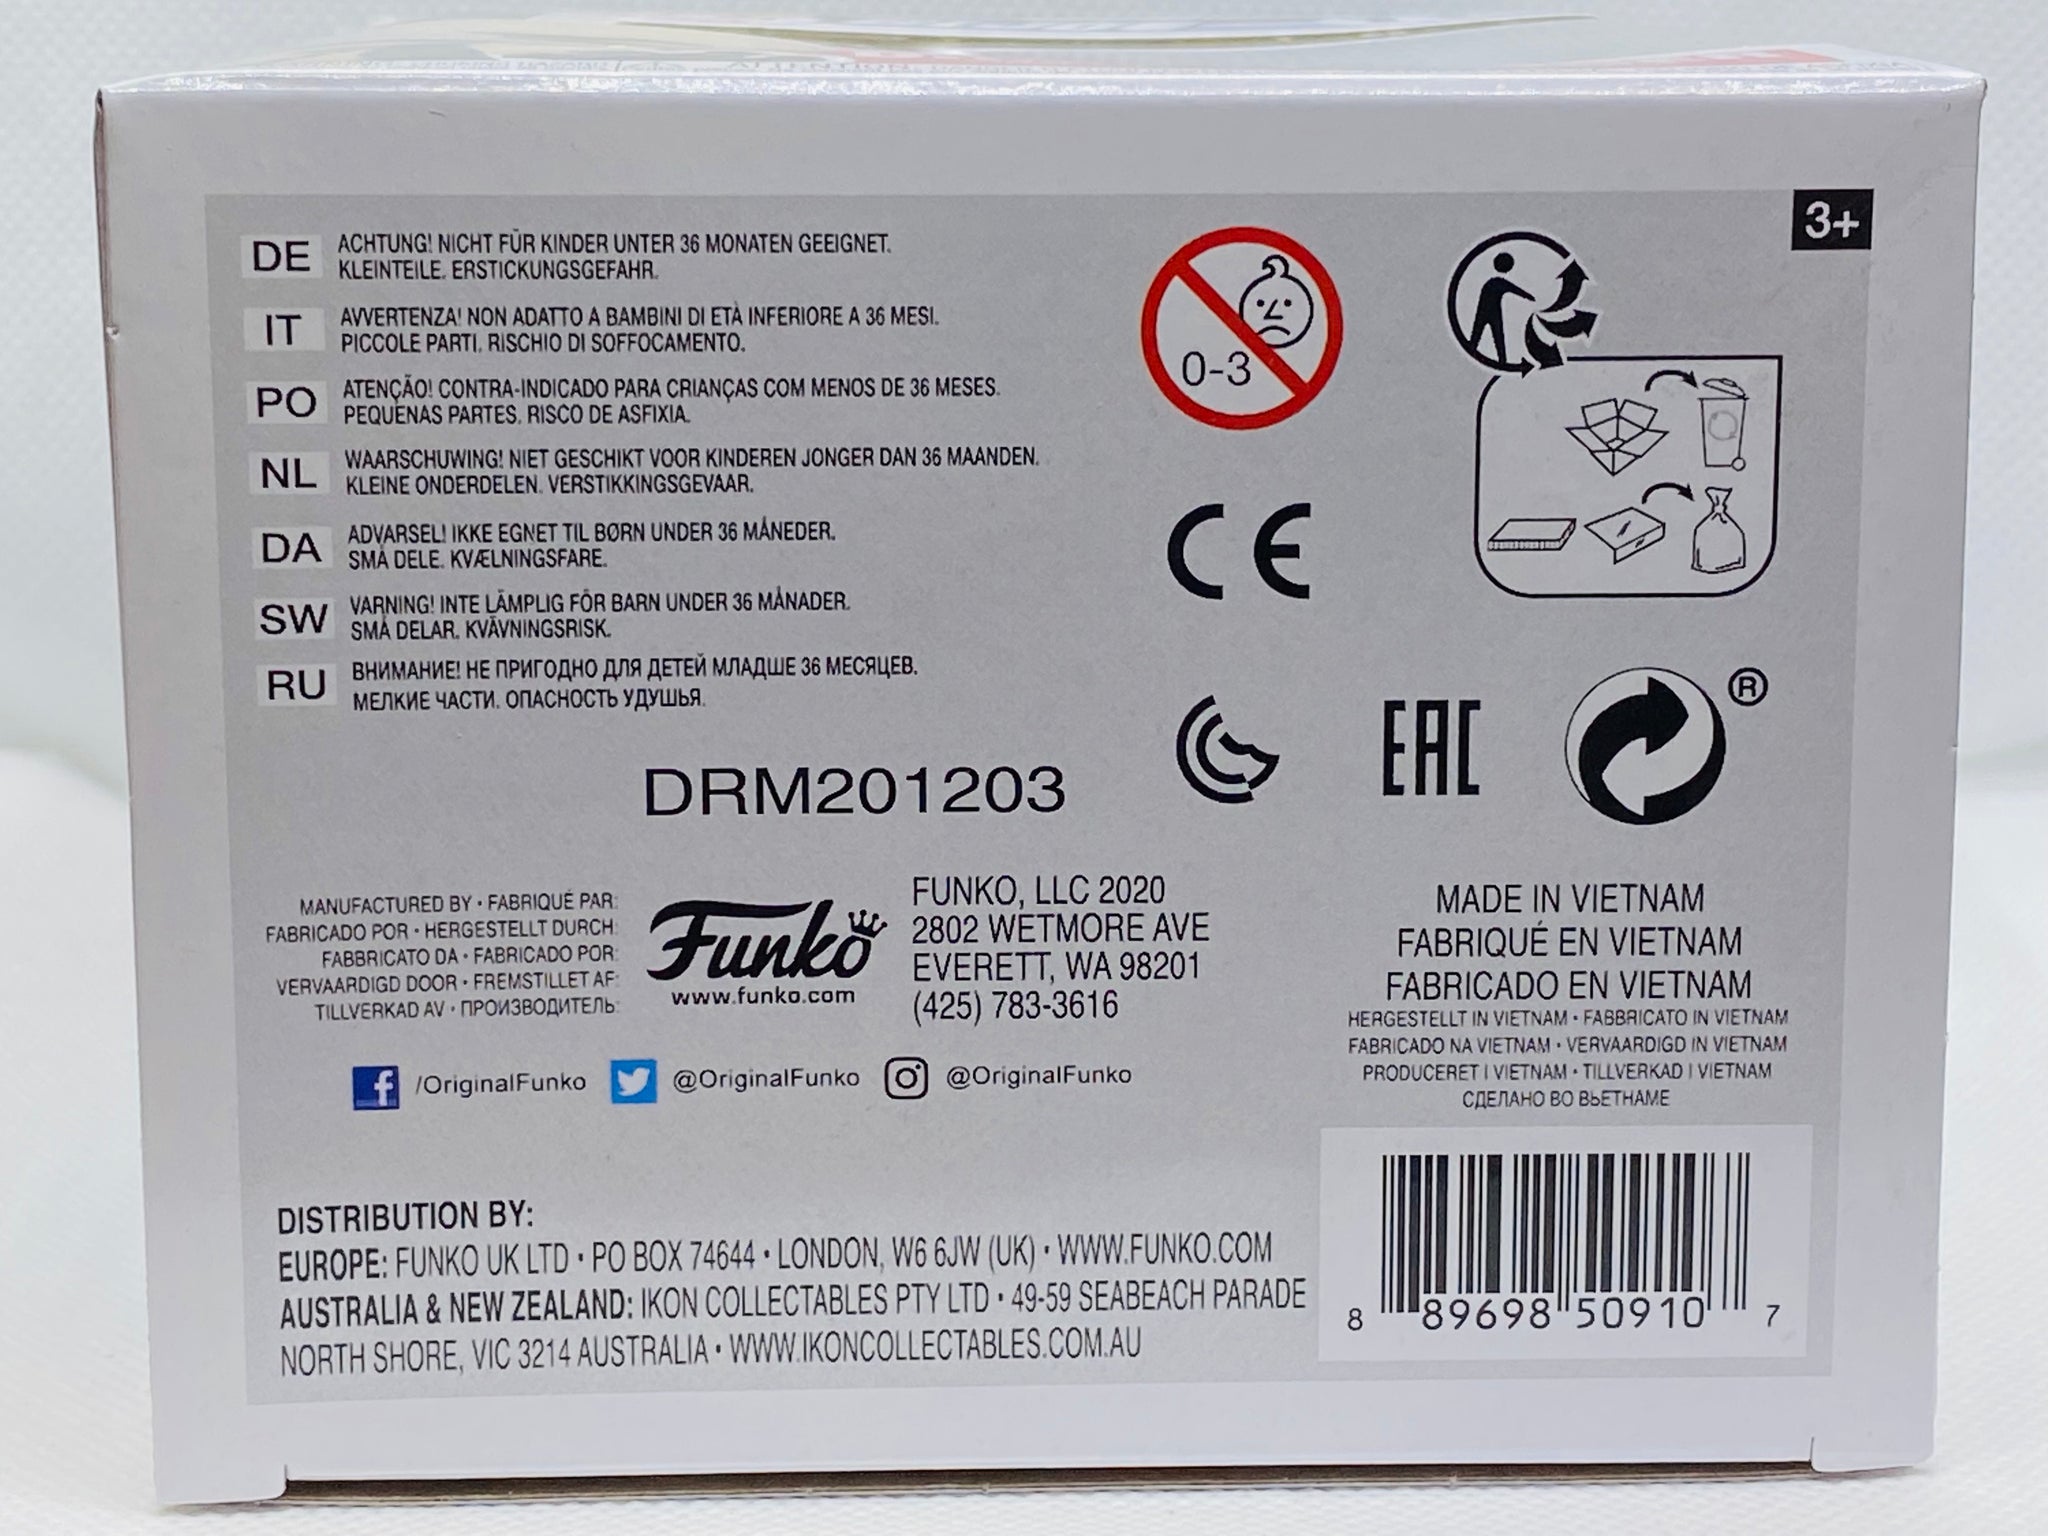 3+
DE
ACHTUNG! NICHT FÜR KINDER UNTER 36 MONATEN GEEIGNET.
KLEINTEILE. ERSTICKUNGSGEFAHR.
IT
AVVERTENZA! NON ADATTO A BAMBINI DI ETÀ INFERIORE A 36 MESI.
PICCOLE PARTI. RISCHIO DI SOFFOCAMENTO.
PO
ATENÇÃO! CONTRA-INDICADO PARA CRIANÇAS COM MENOS DE 36 MESES.
PEQUENAS PARTES. RISCO DE ASFIXIA.
NL
WAARSCHUWING! NIET GESCHIKT VOOR KINDEREN JONGER DAN 36 MAANDEN.
KLEINE ONDERDELEN. VERSTIKKINGSGEVAAR.
DA
ADVARSEL! IKKE EGNET TIL BØRN UNDER 36 MÅNEDER.
SMÅ DELE. KVÆLNINGSFARE.
SW
VARNING! INTE LÄMPLIG FÖR BARN UNDER 36 MÅNADER.
SMÅ DELAR. KVÄVNINGSRISK.
RU
ВНИМАНИЕ! НЕ ПРИГОДНО ДЛЯ ДЕТЕЙ МЛАДШЕ 36 МЕСЯЦЕВ.
МЕЛКИЕ ЧАСТИ. ОПАСНОСТЬ УДУШЬЯ.
0-3
CE
EAC
®
DRM201203
MANUFACTURED BY • FABRIQUÉ PAR:
FABRICADO POR • HERGESTELLT DURCH:
FABBRICATO DA • FABRICADO POR:
VERVAARDIGD DOOR • FREMSTILLET AF:
TILLVERKAD AV • ПРОИЗВОДИТЕЛЬ:
Funko
www.funko.com
FUNKO, LLC 2020
2802 WETMORE AVE
EVERETT, WA 98201
(425) 783-3616
MADE IN VIETNAM
FABRIQUÉ EN VIETNAM
FABRICADO EN VIETNAM
HERGESTELLT IN VIETNAM • FABBRICATO IN VIETNAM
FABRICADO NA VIETNAM • VERVAARDIGD IN VIETNAM
PRODUCERET I VIETNAM • TILLVERKAD I VIETNAM
СДЕЛАНО ВО ВЬЕТНАМЕ
/OriginalFunko @OriginalFunko @OriginalFunko
DISTRIBUTION BY:
EUROPE: FUNKO UK LTD • PO BOX 74644 • LONDON, W6 6JW (UK) • WWW.FUNKO.COM
AUSTRALIA & NEW ZEALAND: IKON COLLECTABLES PTY LTD • 49-59 SEABEACH PARADE
NORTH SHORE, VIC 3214 AUSTRALIA • WWW.IKONCOLLECTABLES.COM.AU
8 89698 50910 7